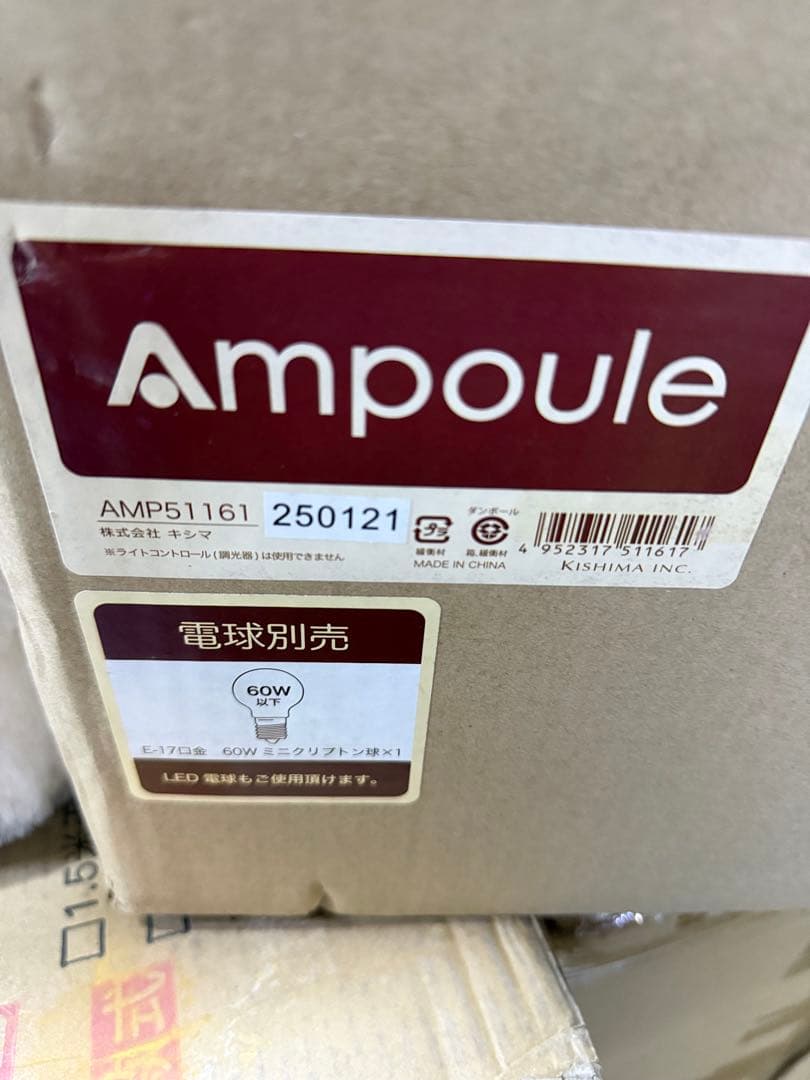 Ampoule
AMP51161 250121
株式会社 キシマ
※ライトコントロール(調光器)は使用できません
プラ
緩衝材
ダンボール
箱、緩衝材
MADE IN CHINA
4 952317 511617
KISHIMA INC.
電球別売
60W
以下
E-17口金 60W ミニクリプトン球×1
LED 電球もご使用頂けます。
□1.5